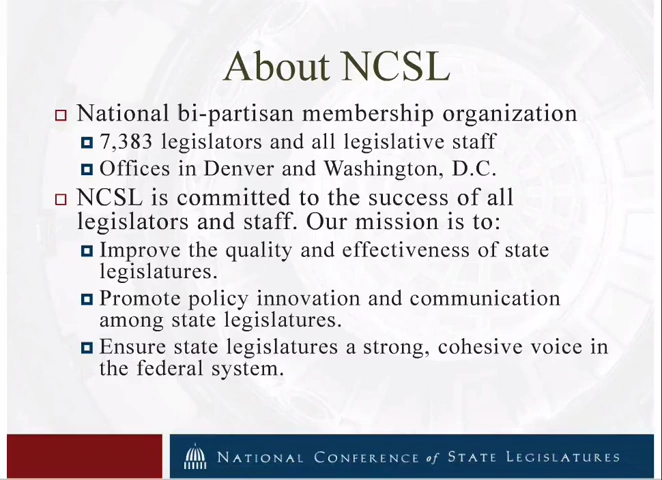 About NCSL
National bi-partisan membership organization
7,383 legislators and all legislative staff
Offices in Denver and Washington, D.C.
NCSL is committed to the success of all
legislators and staff. Our mission is to:
Improve the quality and effectiveness of state
legislatures.
Promote policy innovation and communication
among state legislatures.
Ensure state legislatures a strong, cohesive voice in
the federal system.
NATIONAL CONFERENCE of STATE LEGISLATURES